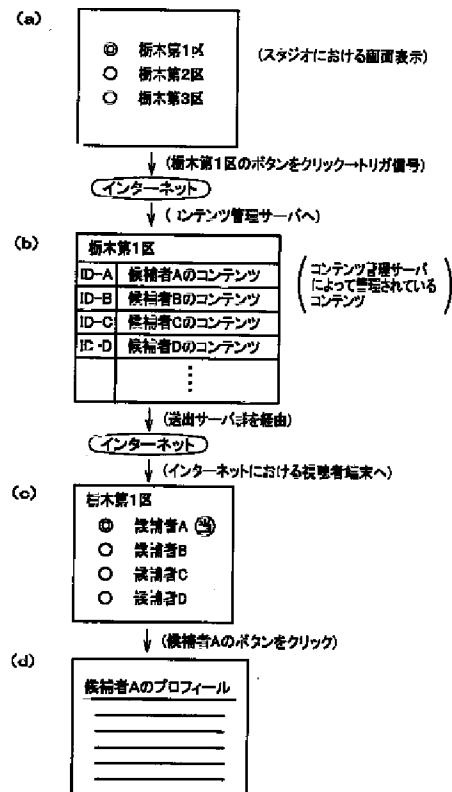 (a)
◎ 栃木第1区
○ 栃木第2区
○ 栃木第3区
(スタジオにおける画面表示)
(栃木第1区のボタンをクリック→トリガ信号)
インターネット
(コンテンツ管理サーバへ)
(b)
栃木第1区
ID-A 候補者Aのコンテンツ
ID-B 候補者Bのコンテンツ
ID-C 候補者Cのコンテンツ
ID-D 候補者Dのコンテンツ
(コンテンツ管理サーバ
によって管理されている
コンテンツ)
(送出サーバ等を経由)
インターネット
(インターネットにおける視聴者端末へ)
(c)
栃木第1区
◎ 候補者A 当
○ 候補者B
○ 候補者C
○ 候補者D
(候補者Aのボタンをクリック)
(d)
候補者Aのプロフィール